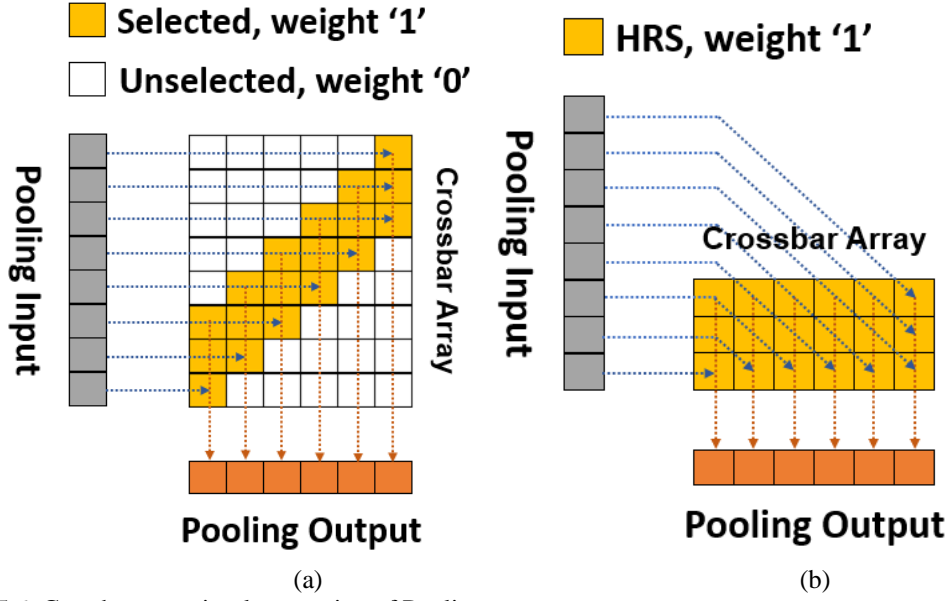 Selected, weight ‘1’
Unselected, weight ‘0’
Pooling Input
Crossbar Array
Pooling Output
(a)
HRS, weight ‘1’
Pooling Input
Crossbar Array
Pooling Output
(b)